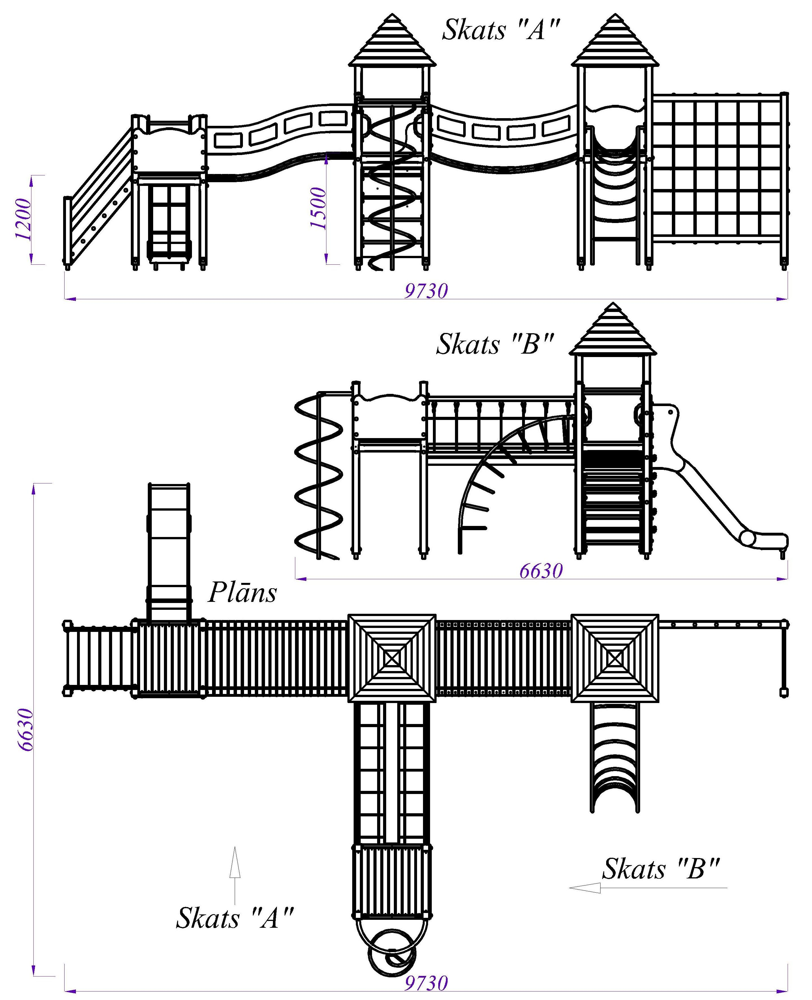 Skats "A"
1200
1500
9730
Skats "B"
6630
Plāns
6630
Skats "B"
Skats "A"
9730